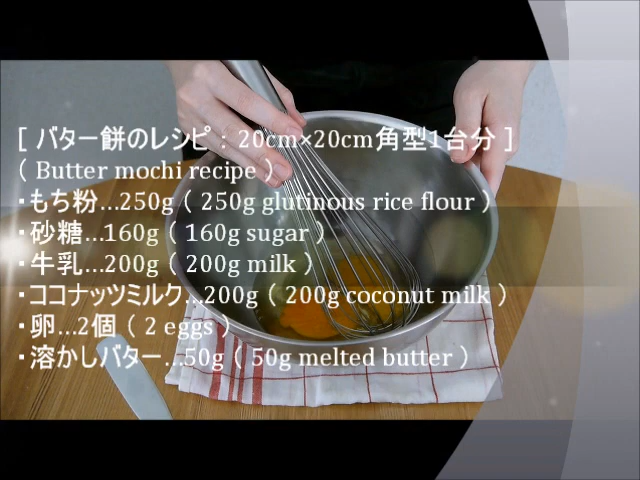 [ バター餅のレシピ : 20cm×20cm角型1台分 ]
( Butter mochi recipe )
・もち粉...250g ( 250g glutinous rice flour )
・砂糖...160g ( 160g sugar )
・牛乳...200g ( 200g milk )
・ココナッツミルク...200g ( 200g coconut milk )
・卵...2個 ( 2 eggs )
・溶かしバター...50g ( 50g melted butter )